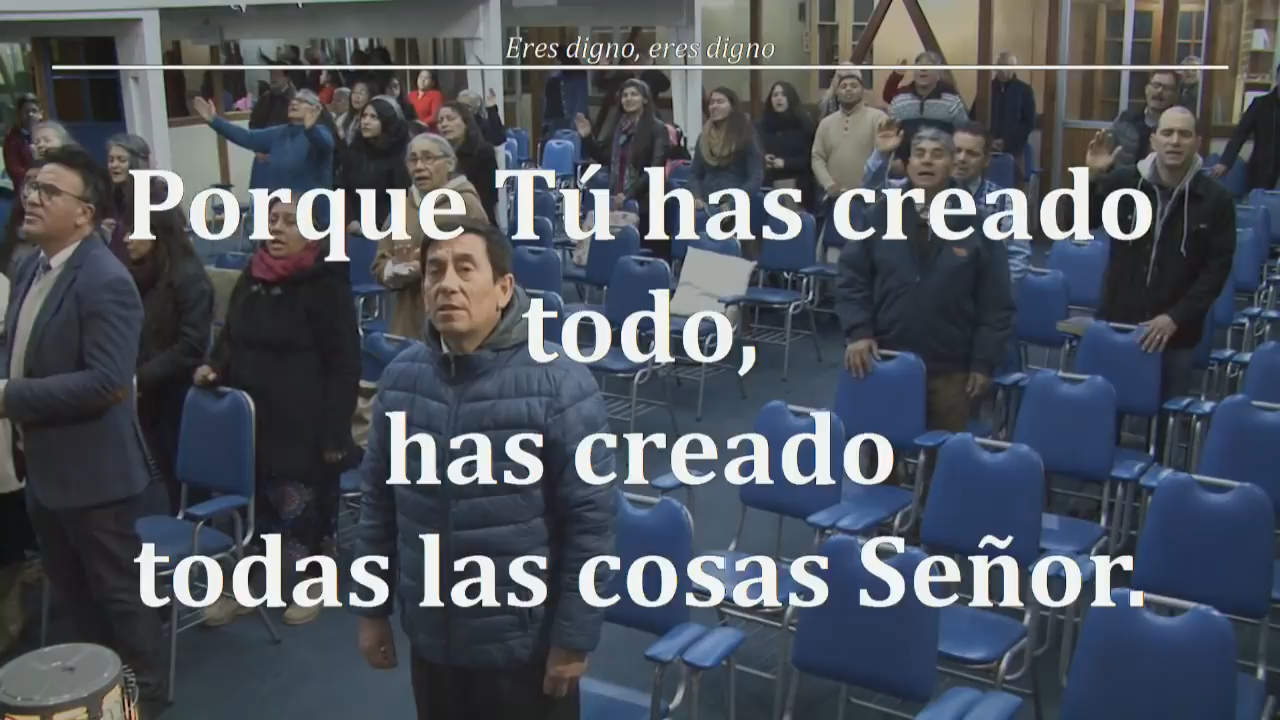 Eres digno, eres digno
Porque Tú has creado
todo,
has creado
todas las cosas Señor.